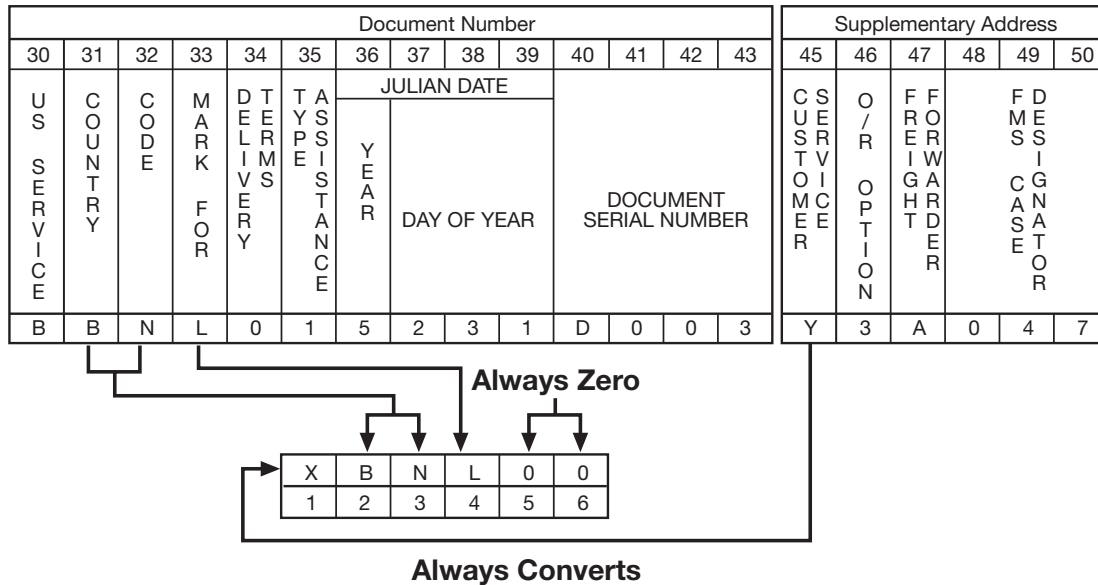 Document Number
Supplementary Address
30 31 32 33 34 35 36 37 38 39 40 41 42 43 45 46 47 48 49 50
US SERVICE
COUNTRY
CODE
MARK FOR
DELIVERY
TERMS
TYPE
ASSISTANCE
JULIAN DATE
YEAR
DAY OF YEAR
DOCUMENT
SERIAL NUMBER
CUSTOMER
SERVICE
O/R OPTION
FREIGHT
FORWARDER
FMS CASE
DESIGNATOR
B B N L 0 1 5 2 3 1 D 0 0 3 Y 3 A 0 4 7
Always Zero
X B N L 0 0
1 2 3 4 5 6
Always Converts